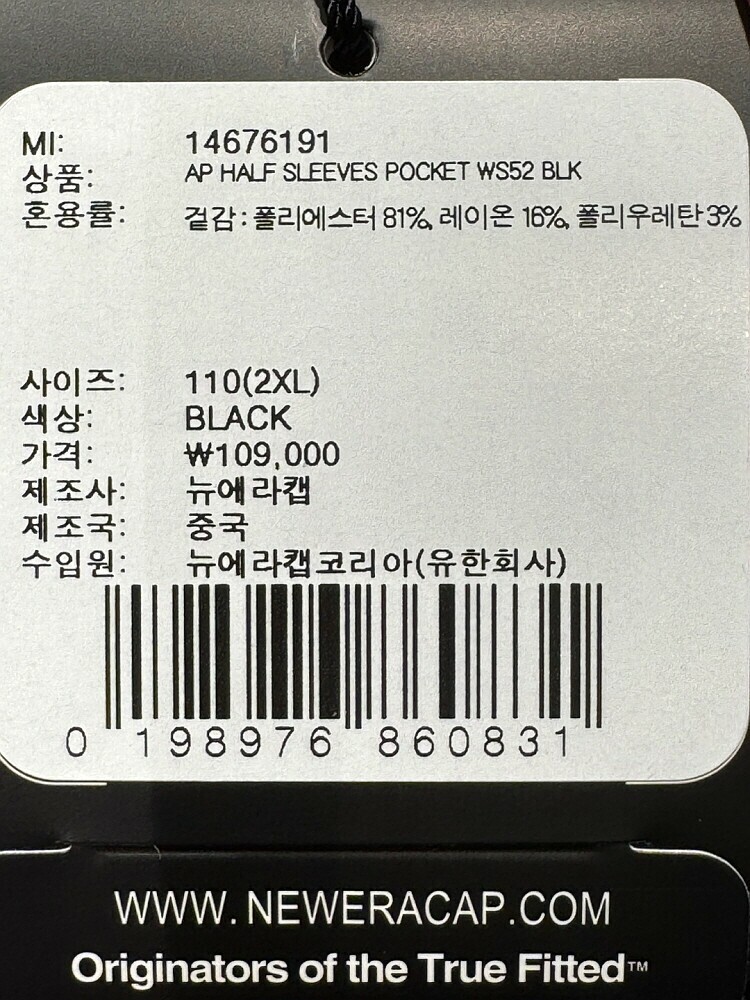 MI: 14676191
상품: AP HALF SLEEVES POCKET WS52 BLK
혼용률: 겉감 : 폴리에스터 81%, 레이온 16%, 폴리우레탄 3%
사이즈: 110(2XL)
색상: BLACK
가격: ₩109,000
제조사: 뉴에라캡
제조국: 중국
수입원: 뉴에라캡코리아(유한회사)
0 198976 860831
WWW.NEWERACAP.COM
Originators of the True Fitted™